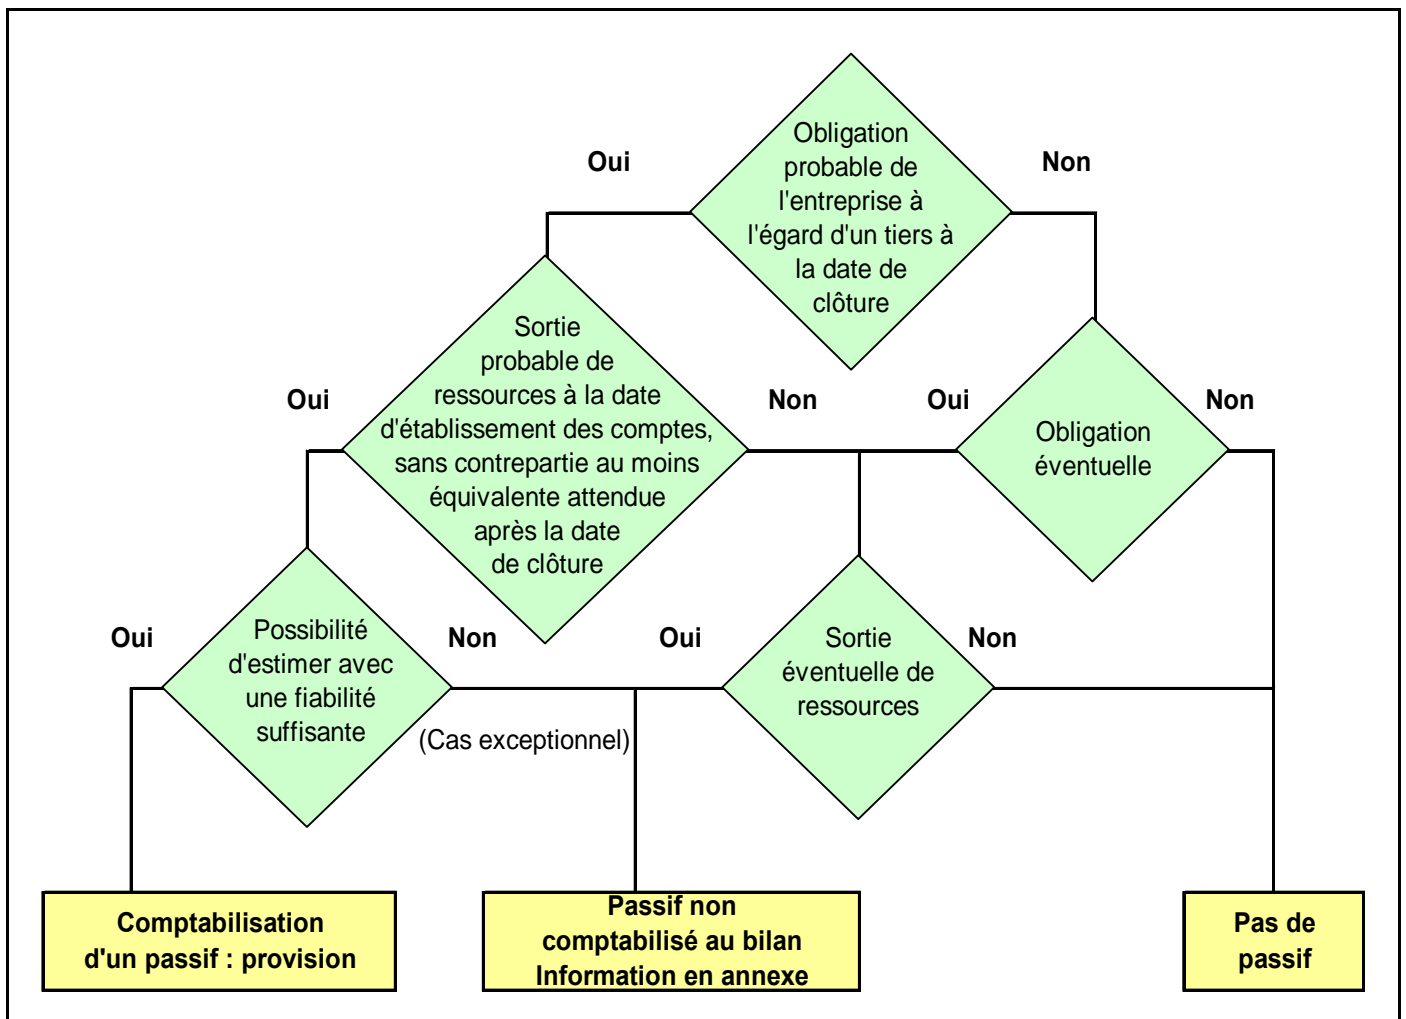 Obligation
probable de
l'entreprise à
l'égard d'un tiers à
la date de
clôture
Oui
Non
Sortie
probable de
ressources à la date
d'établissement des comptes,
sans contrepartie au moins
équivalente attendue
après la date
de clôture
Oui
Non
Obligation
éventuelle
Oui
Non
Possibilité
d'estimer avec
une fiabilité
suffisante
Oui
Non
(Cas exceptionnel)
Sortie
éventuelle de
ressources
Oui
Non
Comptabilisation
d'un passif : provision
Passif non
comptabilisé au bilan
Information en annexe
Pas de
passif